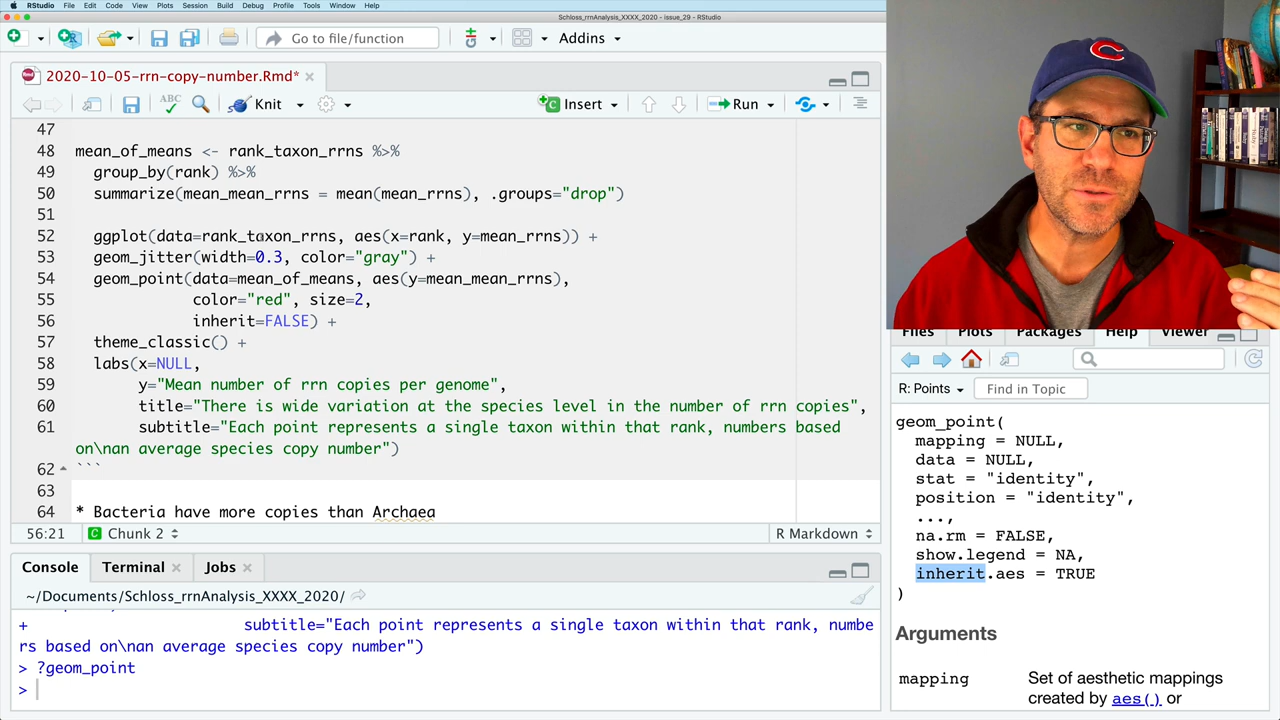 RStudio File Edit Code View Plots Session Build Debug Profile Tools Window Help
Schloss_rrnAnalysis_XXXX_2020 - issue_29 - RStudio
Go to file/function Addins
2020-10-05-rrn-copy-number.Rmd*
ABC Knit Insert Run
47
48 mean_of_means <- rank_taxon_rrns %>%
49 group_by(rank) %>%
50 summarize(mean_mean_rrns = mean(mean_rrns), .groups="drop")
51
52 ggplot(data=rank_taxon_rrns, aes(x=rank, y=mean_rrns)) +
53 geom_jitter(width=0.3, color="gray") +
54 geom_point(data=mean_of_means, aes(y=mean_mean_rrns),
55 color="red", size=2,
56 inherit=FALSE) +
57 theme_classic() +
58 labs(x=NULL,
59 y="Mean number of rrn copies per genome",
60 title="There is wide variation at the species level in the number of rrn copies",
61 subtitle="Each point represents a single taxon within that rank, numbers based
on\nan average species copy number")
62 ```
63
64 * Bacteria have more copies than Archaea
56:21 Chunk 2 R Markdown
Console Terminal Jobs
~/Documents/Schloss_rrnAnalysis_XXXX_2020/
+ subtitle="Each point represents a single taxon within that rank, numbe
rs based on\nan average species copy number")
> ?geom_point
>
C
Files Plots Packages Help Viewer
R: Points Find in Topic
geom_point(
mapping = NULL,
data = NULL,
stat = "identity",
position = "identity",
...,
na.rm = FALSE,
show.legend = NA,
inherit.aes = TRUE
)
Arguments
mapping Set of aesthetic mappings
created by aes() or